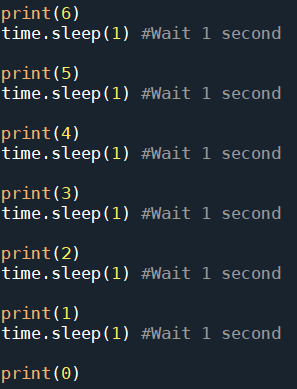 print(6)
time.sleep(1) #Wait 1 second
print(5)
time.sleep(1) #Wait 1 second
print(4)
time.sleep(1) #Wait 1 second
print(3)
time.sleep(1) #Wait 1 second
print(2)
time.sleep(1) #Wait 1 second
print(1)
time.sleep(1) #Wait 1 second
print(0)